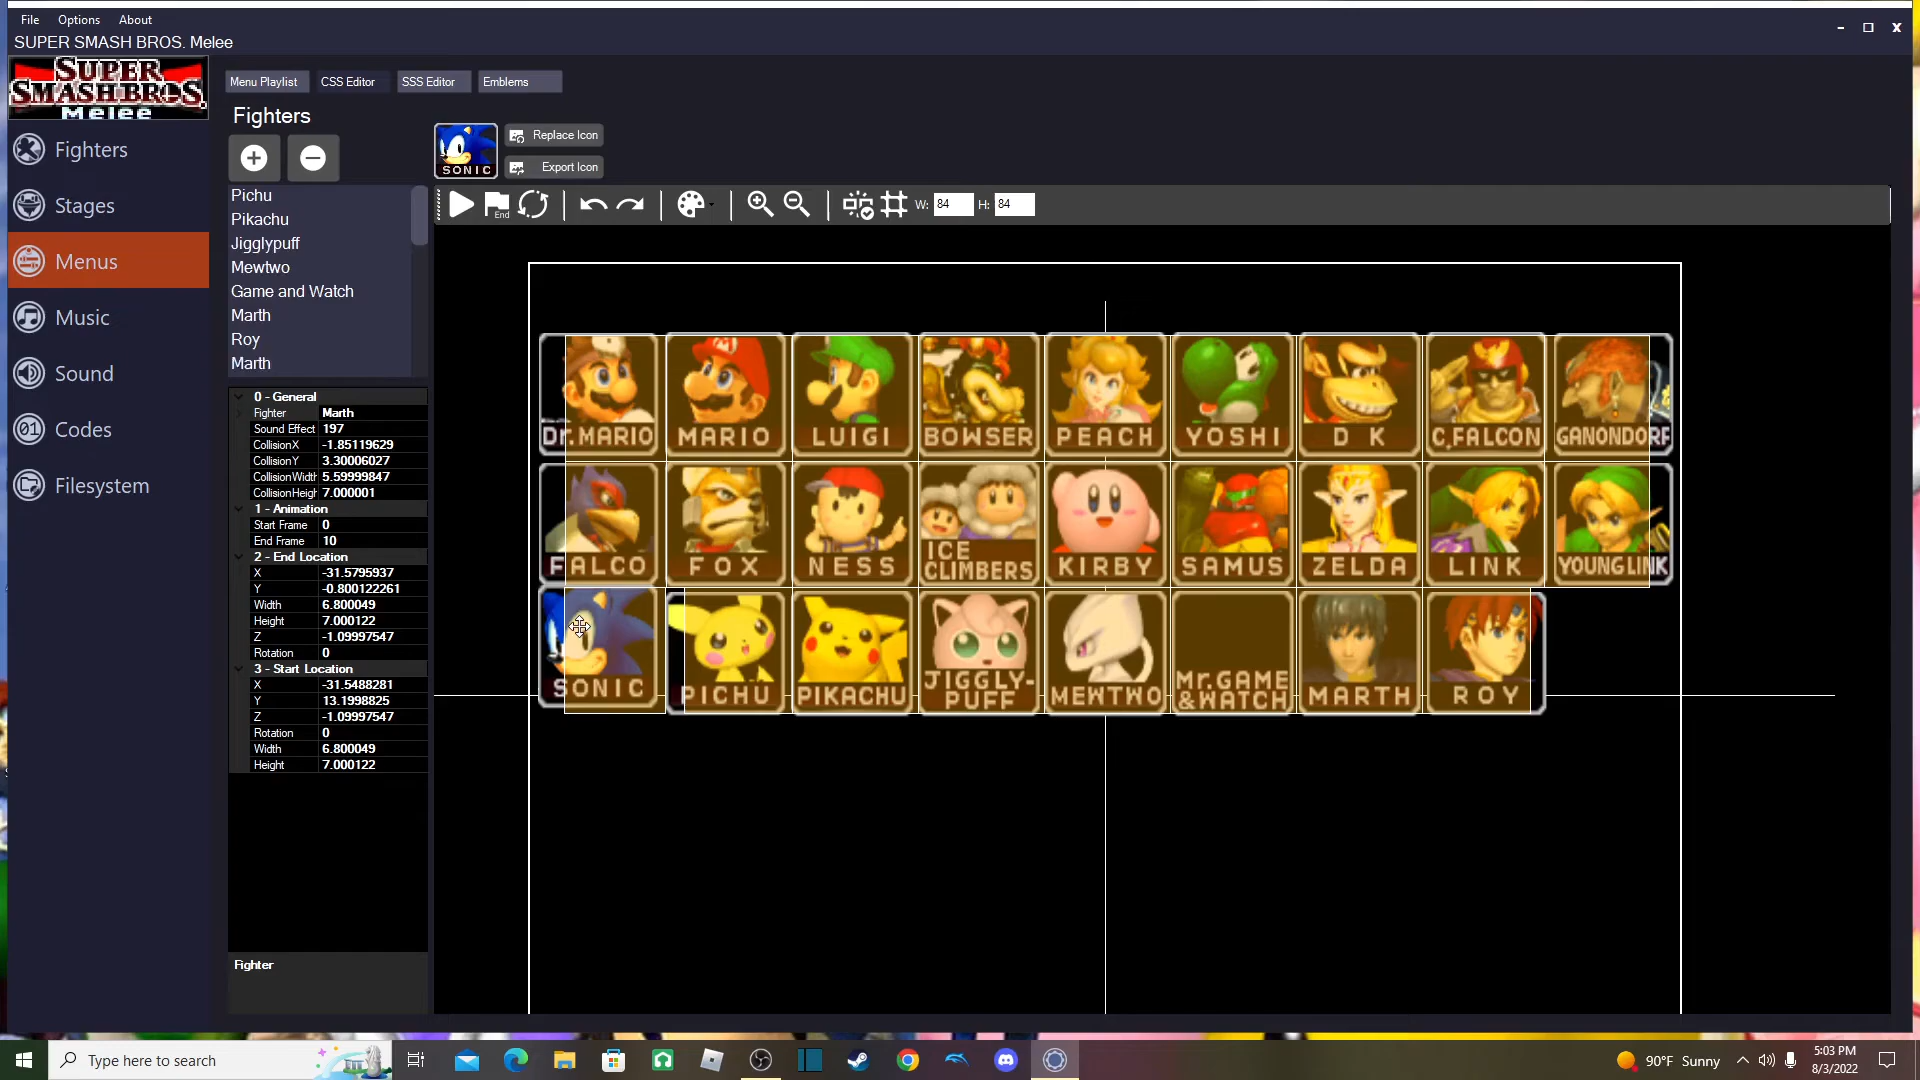 File Options About
SUPER SMASH BROS. Melee
SUPER
SMASH BROS.
Melee
Fighters
Stages
Menus
Music
Sound
Codes
Filesystem
Menu Playlist CSS Editor SSS Editor Emblems
Fighters
Pichu
Pikachu
Jigglypuff
Mewtwo
Game and Watch
Marth
Roy
Marth
0 - General
Fighter Marth
Sound Effect 197
CollisionX -1.85119629
CollisionY 3.30006027
CollisionWidth 5.59999847
CollisionHeigh 7.000001
1 - Animation
Start Frame 0
End Frame 10
2 - End Location
X -31.5795937
Y -0.800122261
Width 6.800049
Height 7.000122
Z -1.09997547
Rotation 0
3 - Start Location
X -31.5488281
Y 13.1998825
Z -1.09997547
Rotation 0
Width 6.800049
Height 7.000122
Fighter
SONIC
Replace Icon
Export Icon
End
W: 84 H: 84
Dr.MARIO MARIO LUIGI BOWSER PEACH YOSHI D K C,FALCON GANONDORF
FALCO FOX NESS ICE CLIMBERS KIRBY SAMUS ZELDA LINK YOUNG LINK
SONIC PICHU PIKACHU JIGGLY-PUFF MEWTWO Mr.GAME &WATCH MARTH ROY
Type here to search
90°F Sunny
5:03 PM
8/3/2022